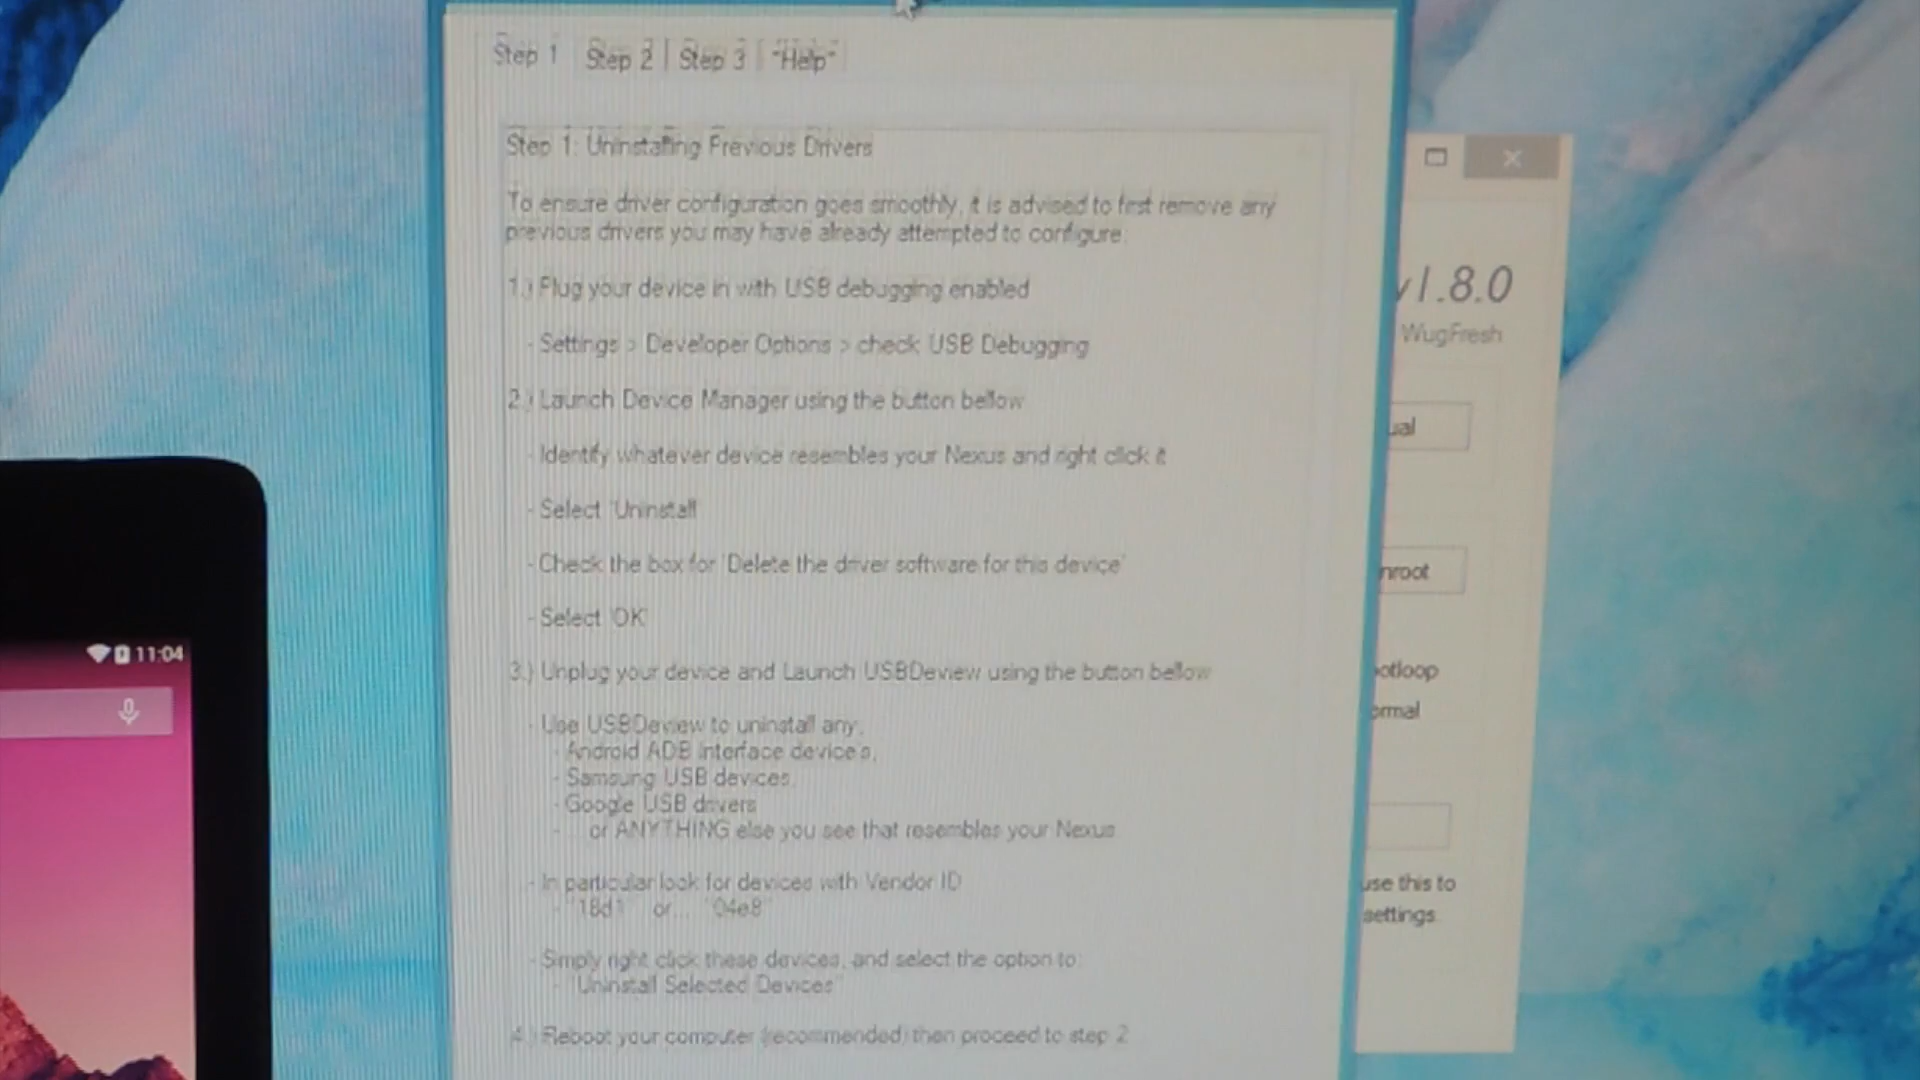 Step 1 Step 2 Step 3 "Help"
Step 1: Uninstalling Previous Drivers
To ensure driver configuration goes smoothly, it is advised to first remove any
previous drivers you may have already attempted to configure:
1.) Plug your device in with USB debugging enabled
- Settings > Developer Options > check USB Debugging
2.) Launch Device Manager using the button bellow
- Identify whatever device resembles your Nexus and right click it
- Select 'Uninstall'
- Check the box for 'Delete the driver software for this device'
- Select 'OK'
3.) Unplug your device and Launch USBDeview using the button bellow
- Use USBDeview to uninstall any:
- Android ADB Interface device's,
- Samsung USB devices,
- Google USB drivers
- ... or ANYTHING else you see that resembles your Nexus
- In particular look for devices with Vendor ID
- "18d1" or... "04e8"
- Simply right click these devices, and select the option to:
- "Uninstall Selected Devices"
4.) Reboot your computer (recommended) then proceed to step 2
v1.8.0
WugFresh
ual
nroot
otloop
ormal
use this to
settings
11:04